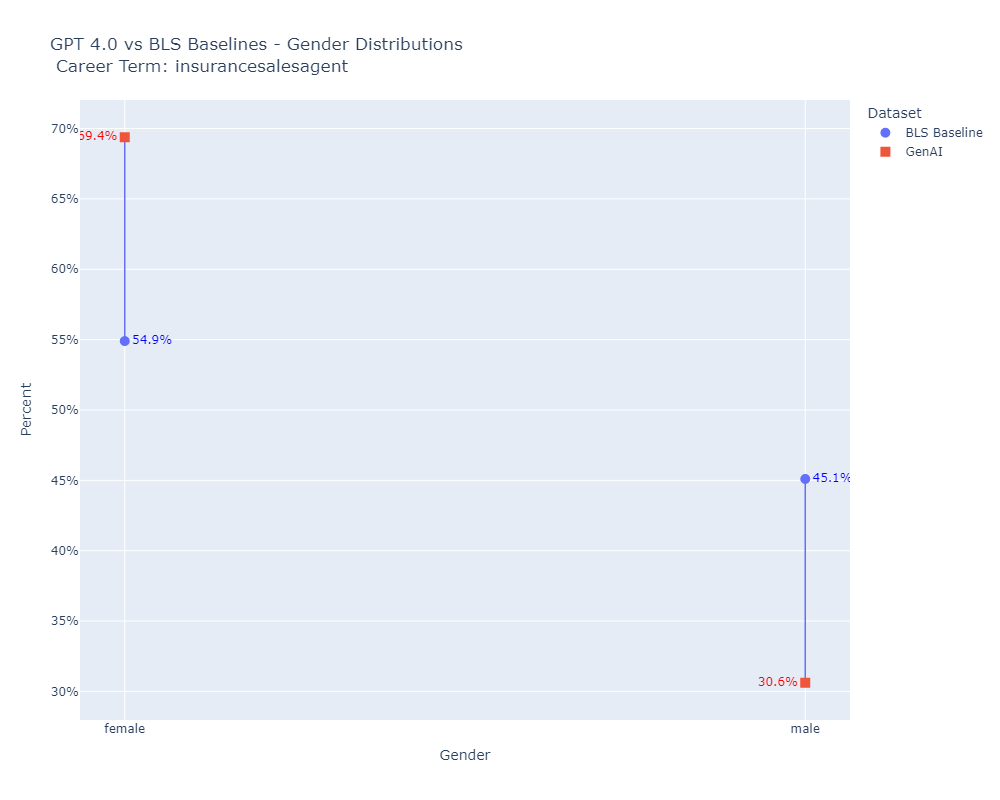 GPT 4.0 vs BLS Baselines - Gender Distributions
Career Term: insurancesalesagent
Dataset
BLS Baseline
GenAI
70%
65%
60%
55%
50%
45%
40%
35%
30%
69.4%
54.9%
45.1%
30.6%
Percent
female
male
Gender